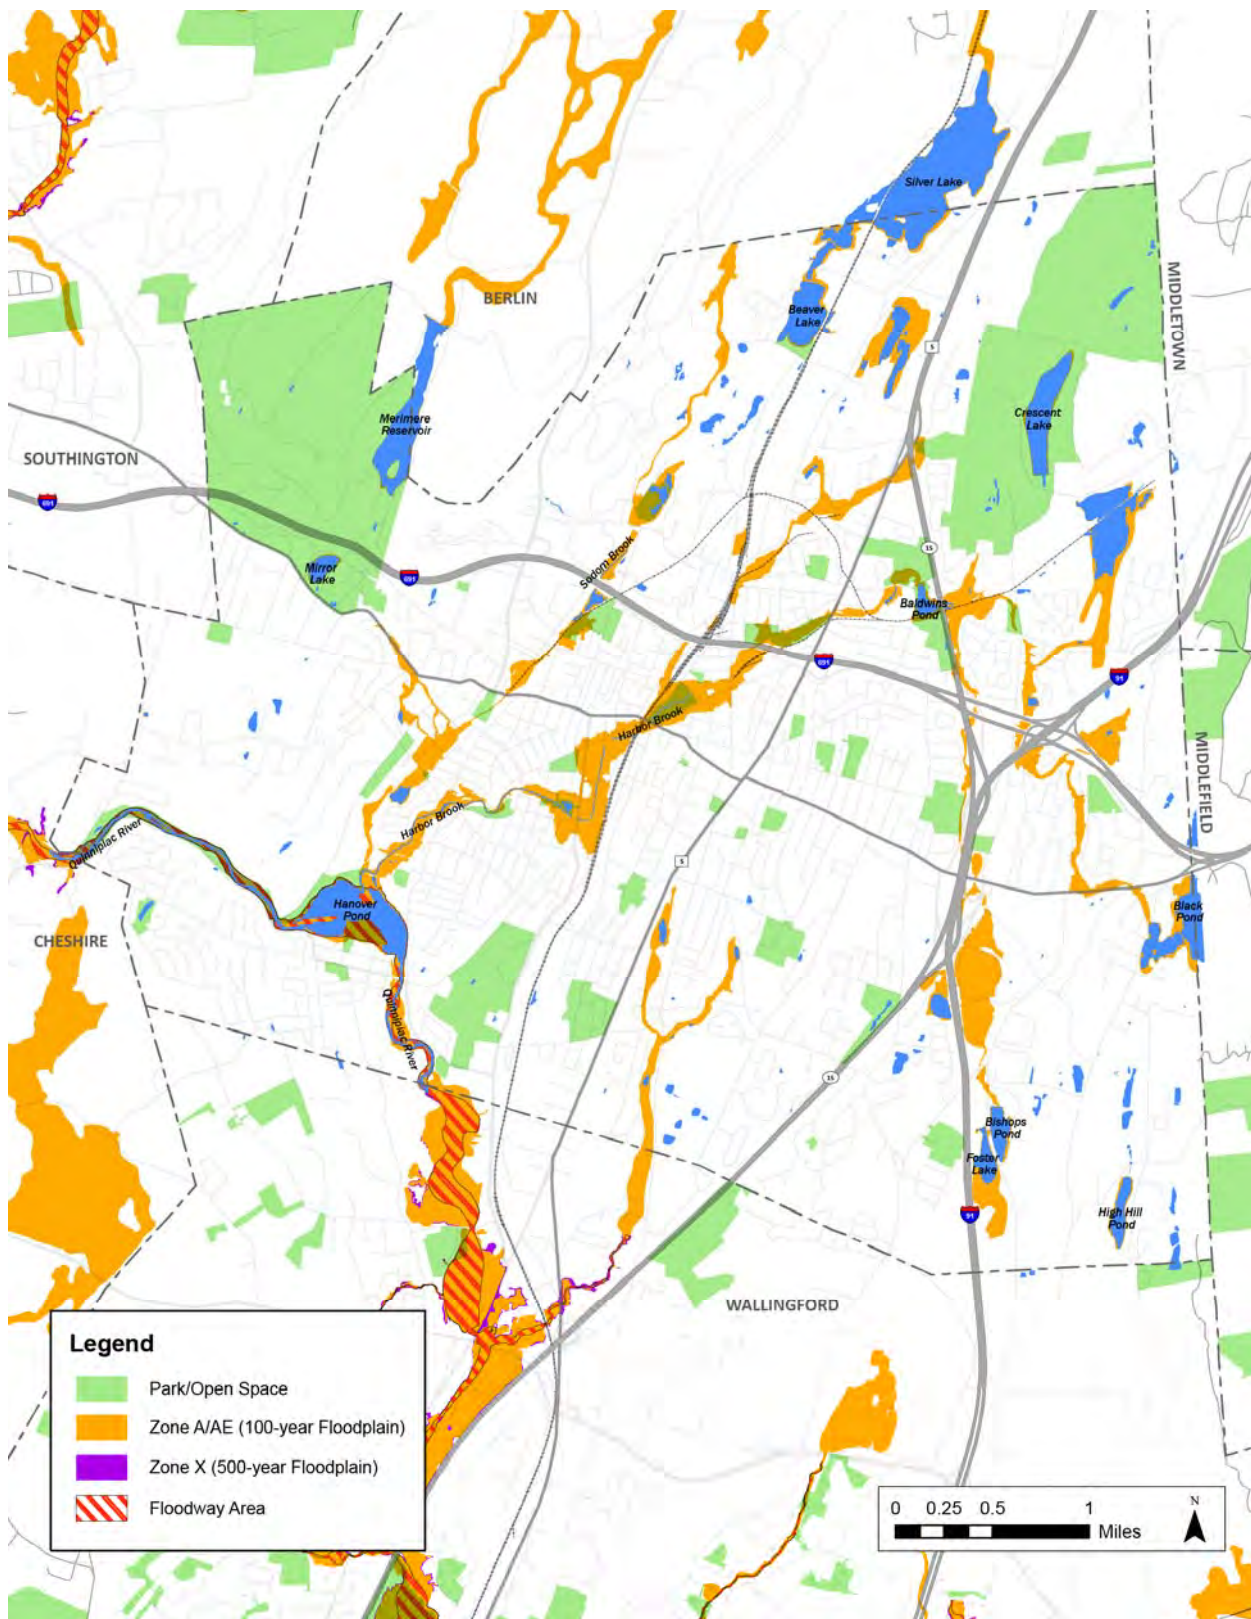 Silver Lake
MIDDLETOWN
BERLIN
Beaver
Lake
5
Merimere
Reservoir
Crescent
Lake
SOUTHINGTON
691
15
Sodom Brook
Mirror
Lake
691
Baldwins
Pond
691
91
Harbor Brook
MIDDLEFIELD
Harbor Brook
Quinnipiac River
5
Hanover
Pond
Black
Pond
CHESHIRE
Quinnipiac River
15
Bishops
Pond
Foster
Lake
91
High Hill
Pond
WALLINGFORD
Legend
Park/Open Space
Zone A/AE (100-year Floodplain)
Zone X (500-year Floodplain)
Floodway Area
0 0.25 0.5 1
Miles
N